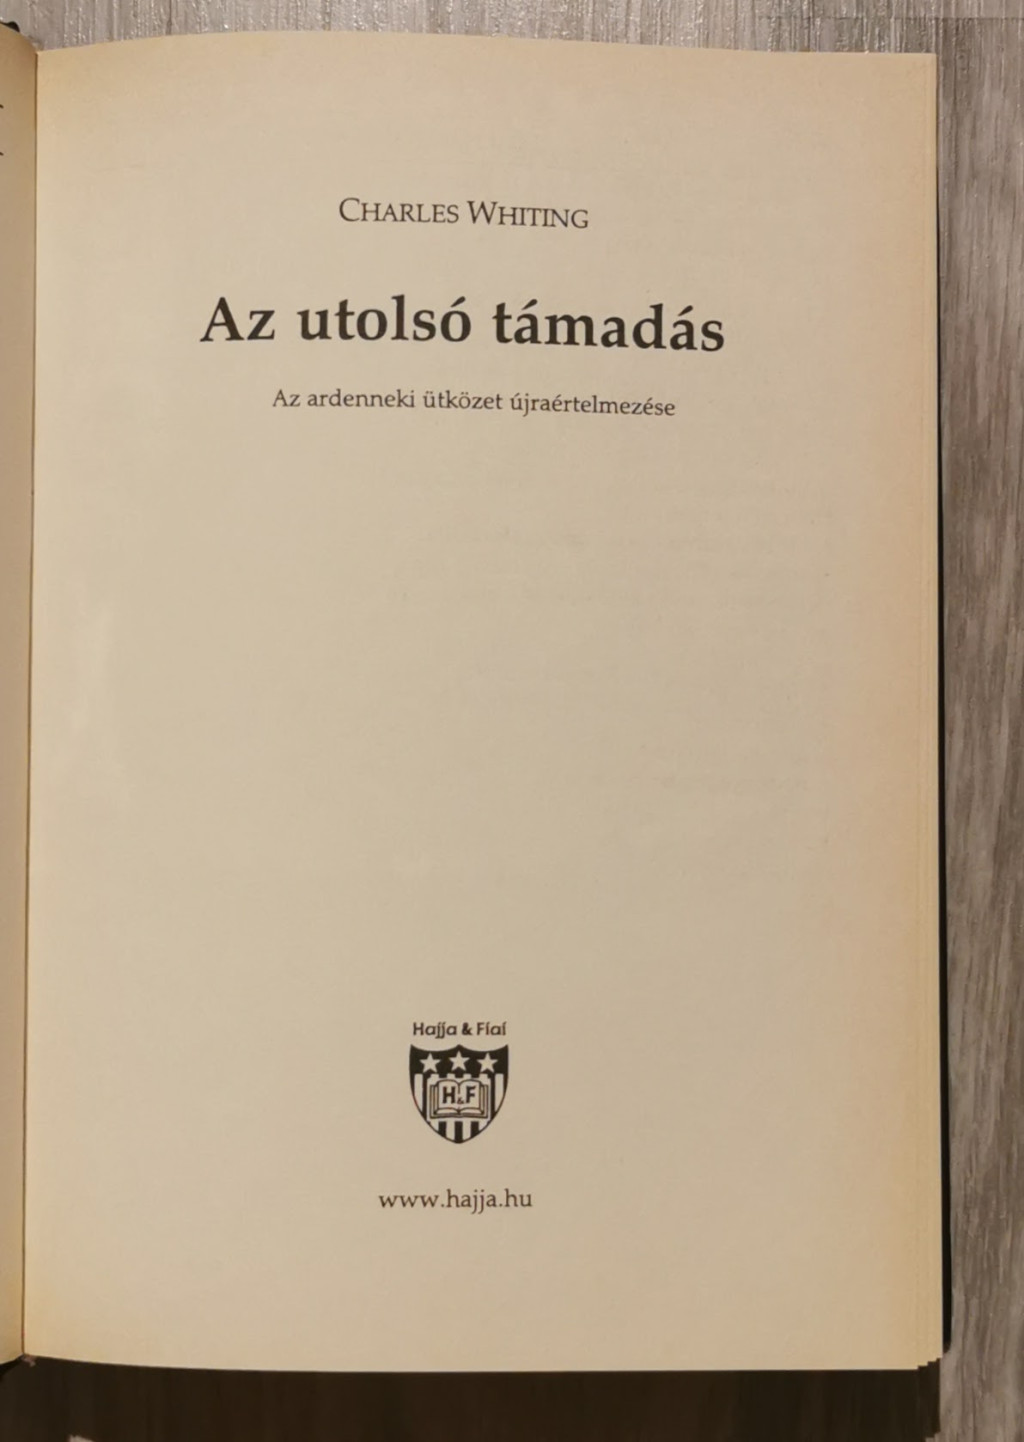 CHARLES WHITING
Az utolsó támadás
Az ardenneki ütközet újraértelmezése
Hajja & Fiai
H&F
www.hajja.hu